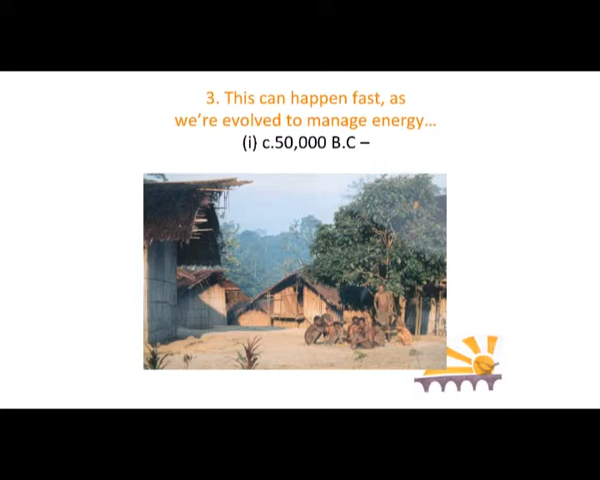 3. This can happen fast, as
we're evolved to manage energy…
(i) c.50,000 B.C –